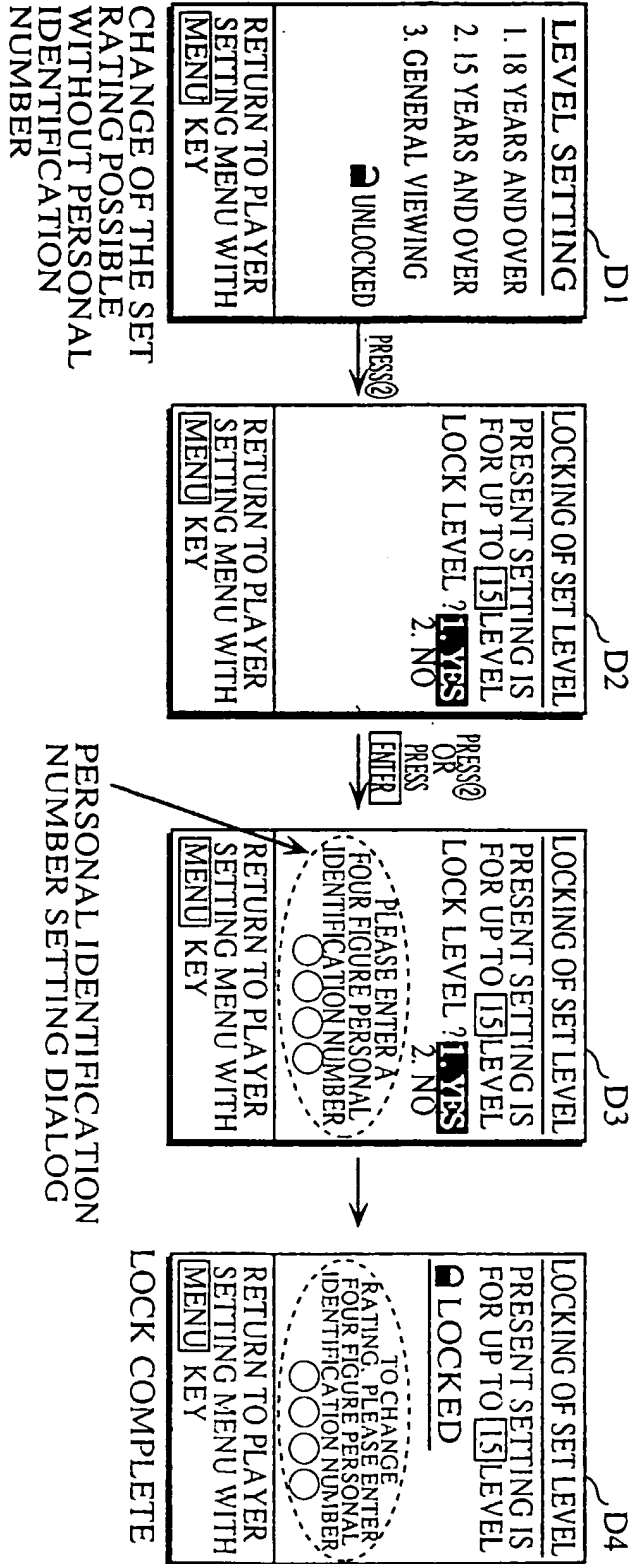 D1
LEVEL SETTING
1. 18 YEARS AND OVER
2. 15 YEARS AND OVER
3. GENERAL VIEWING
UNLOCKED
RETURN TO PLAYER
SETTING MENU WITH
MENU KEY
CHANGE OF THE SET
RATING POSSIBLE
WITHOUT PERSONAL
IDENTIFICATION
NUMBER
PRESS②
D2
LOCKING OF SET LEVEL
PRESENT SETTING IS
FOR UP TO 15 LEVEL
LOCK LEVEL ? 1. YES
2. NO
RETURN TO PLAYER
SETTING MENU WITH
MENU KEY
PRESS②
OR
PRESS
ENTER
D3
LOCKING OF SET LEVEL
PRESENT SETTING IS
FOR UP TO 15 LEVEL
LOCK LEVEL ? 1. YES
2. NO
PLEASE ENTER A
FOUR FIGURE PERSONAL
IDENTIFICATION NUMBER
○○○○
RETURN TO PLAYER
SETTING MENU WITH
MENU KEY
PERSONAL IDENTIFICATION
NUMBER SETTING DIALOG
D4
LOCKING OF SET LEVEL
PRESENT SETTING IS
FOR UP TO 15 LEVEL
LOCKED
TO CHANGE
RATING, PLEASE ENTER
FOUR FIGURE PERSONAL
IDENTIFICATION NUMBER
○○○○
RETURN TO PLAYER
SETTING MENU WITH
MENU KEY
LOCK COMPLETE